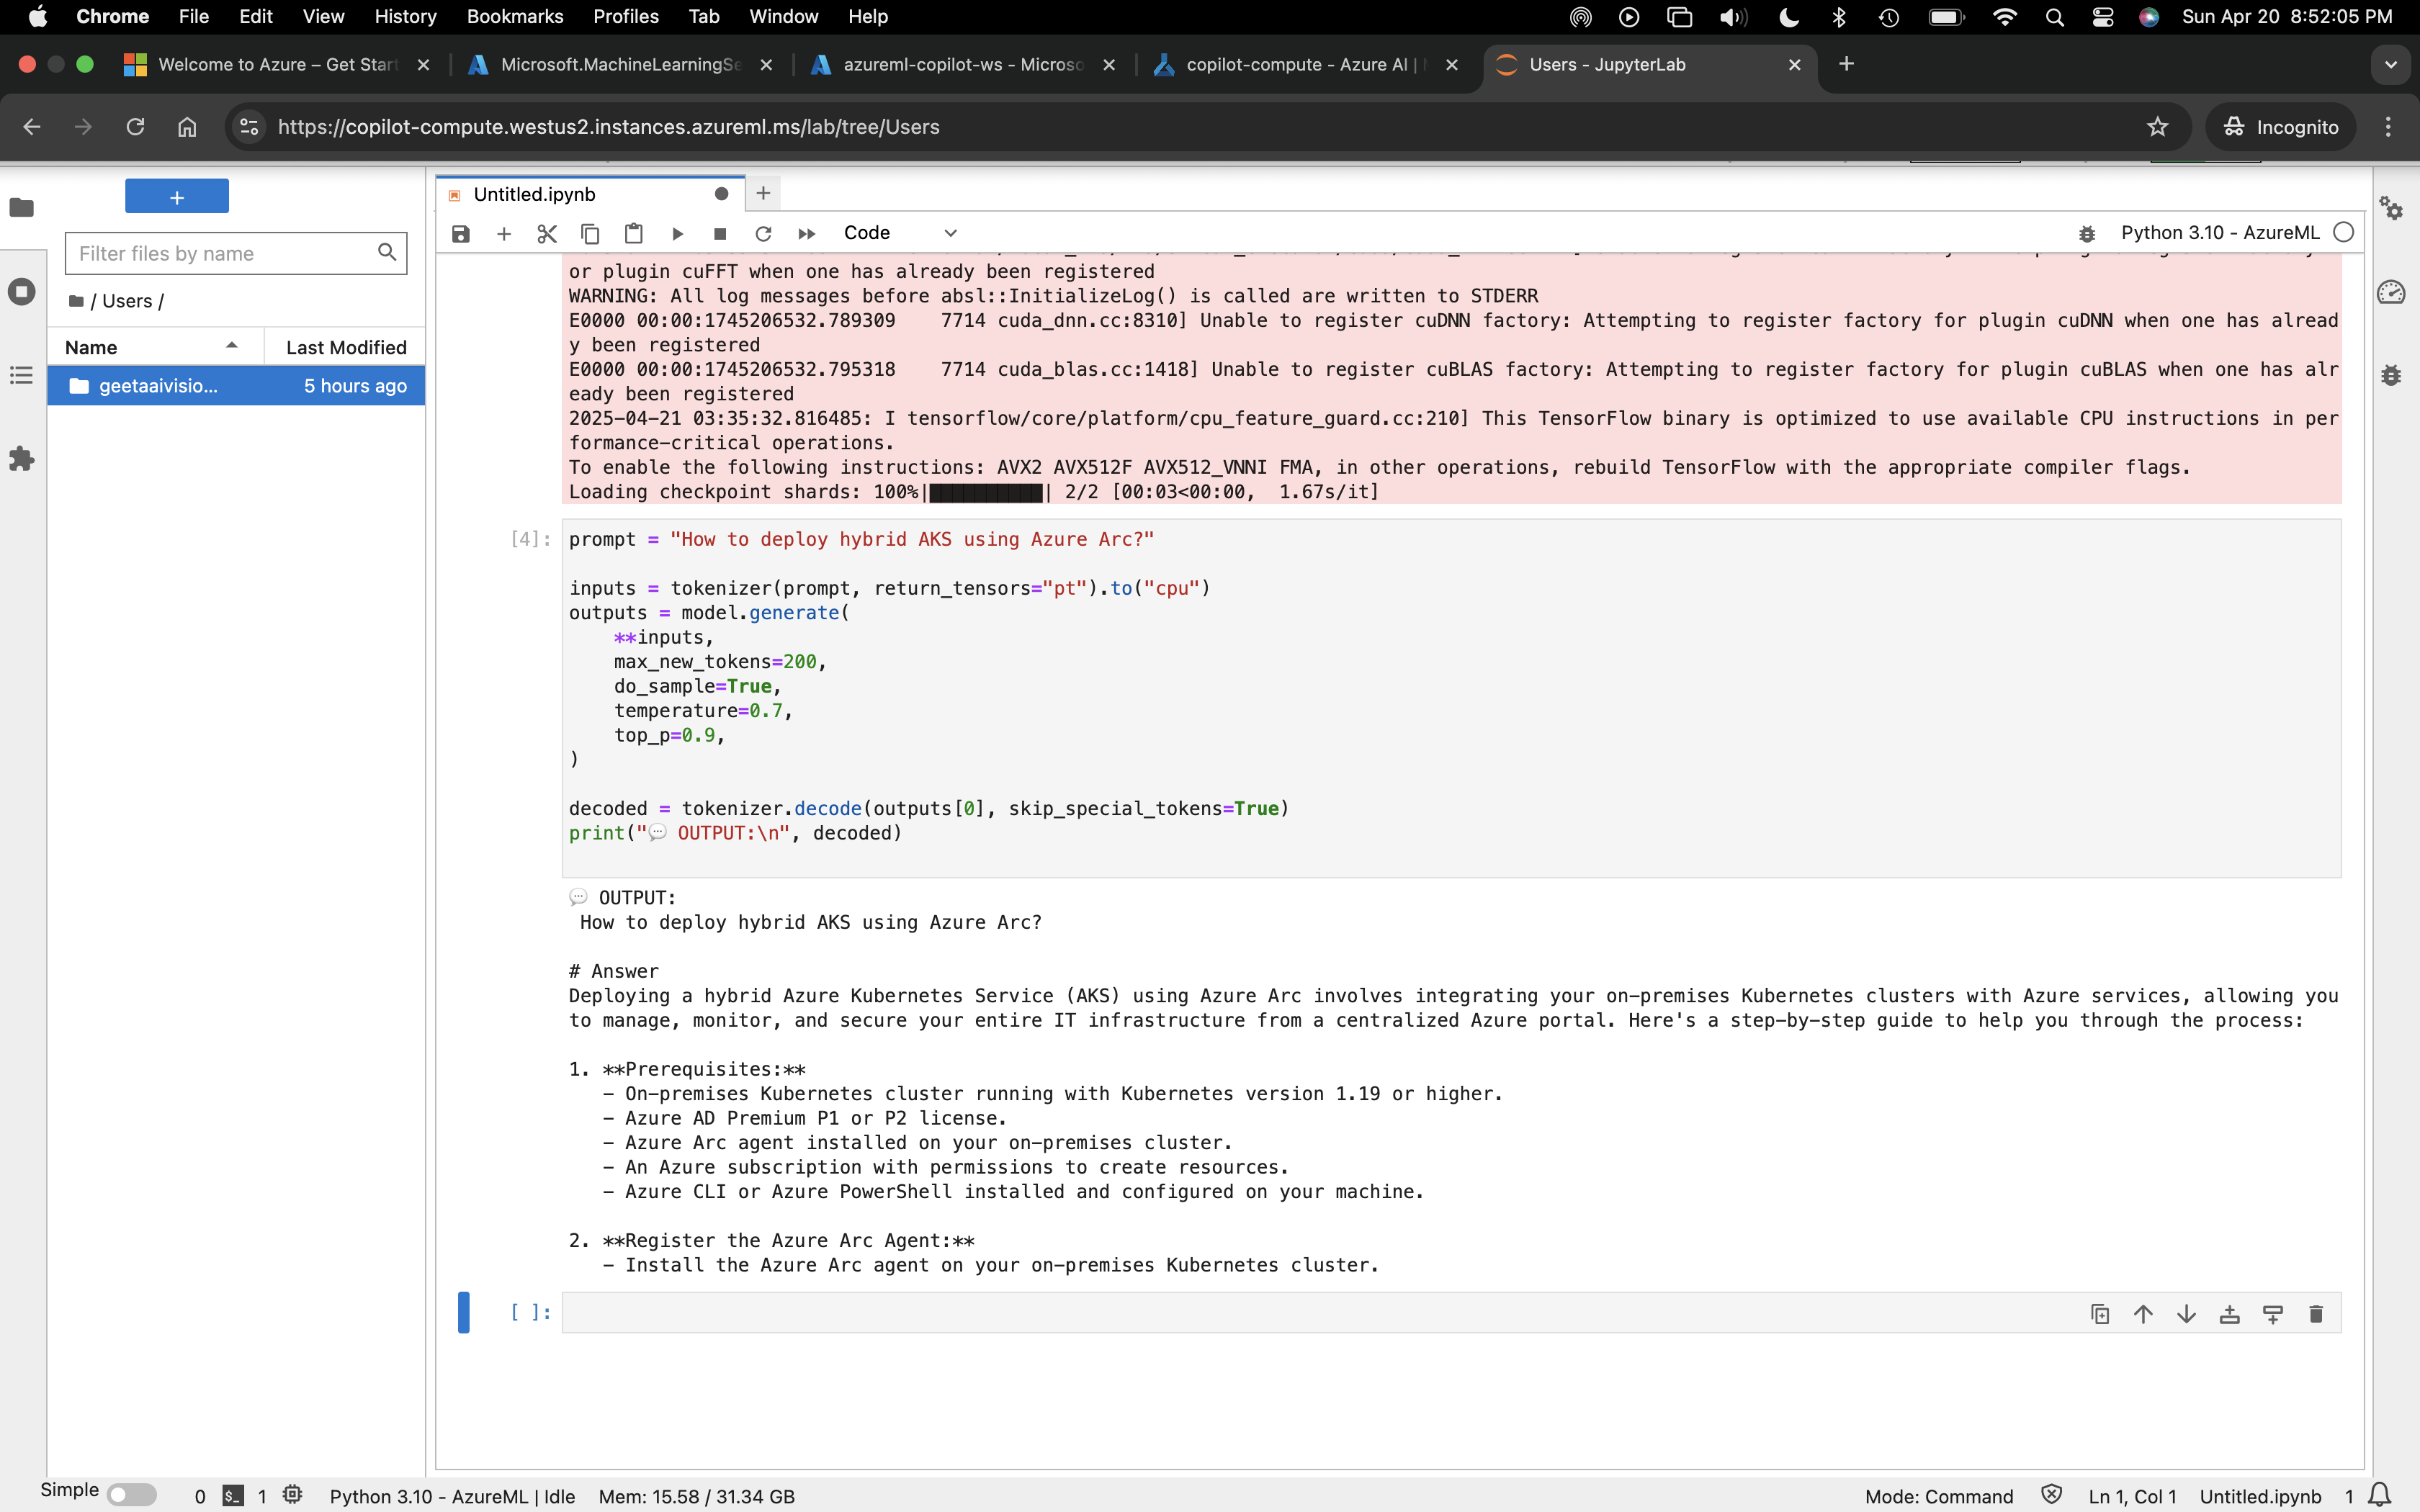 Chrome File Edit View History Bookmarks Profiles Tab Window Help Sun Apr 20 8:52:05 PM
Welcome to Azure – Get Start Microsoft.MachineLearningSe azureml-copilot-ws - Microso copilot-compute - Azure AI | Users - JupyterLab
https://copilot-compute.westus2.instances.azureml.ms/lab/tree/Users Incognito
+
Filter files by name
/ Users /
Name Last Modified
geetaaivisio... 5 hours ago
Untitled.ipynb
Code Python 3.10 - AzureML
or plugin cuFFT when one has already been registered
WARNING: All log messages before absl::InitializeLog() is called are written to STDERR
E0000 00:00:1745206532.789309    7714 cuda_dnn.cc:8310] Unable to register cuDNN factory: Attempting to register factory for plugin cuDNN when one has alread
y been registered
E0000 00:00:1745206532.795318    7714 cuda_blas.cc:1418] Unable to register cuBLAS factory: Attempting to register factory for plugin cuBLAS when one has alr
eady been registered
2025-04-21 03:35:32.816485: I tensorflow/core/platform/cpu_feature_guard.cc:210] This TensorFlow binary is optimized to use available CPU instructions in per
formance-critical operations.
To enable the following instructions: AVX2 AVX512F AVX512_VNNI FMA, in other operations, rebuild TensorFlow with the appropriate compiler flags.
Loading checkpoint shards: 100%|██████████| 2/2 [00:03<00:00,  1.67s/it]
[4]: prompt = "How to deploy hybrid AKS using Azure Arc?"
inputs = tokenizer(prompt, return_tensors="pt").to("cpu")
outputs = model.generate(
    **inputs,
    max_new_tokens=200,
    do_sample=True,
    temperature=0.7,
    top_p=0.9,
)
decoded = tokenizer.decode(outputs[0], skip_special_tokens=True)
print("💬 OUTPUT:\n", decoded)
💬 OUTPUT:
How to deploy hybrid AKS using Azure Arc?
# Answer
Deploying a hybrid Azure Kubernetes Service (AKS) using Azure Arc involves integrating your on-premises Kubernetes clusters with Azure services, allowing you
to manage, monitor, and secure your entire IT infrastructure from a centralized Azure portal. Here's a step-by-step guide to help you through the process:
1. **Prerequisites:**
   - On-premises Kubernetes cluster running with Kubernetes version 1.19 or higher.
   - Azure AD Premium P1 or P2 license.
   - Azure Arc agent installed on your on-premises cluster.
   - An Azure subscription with permissions to create resources.
   - Azure CLI or Azure PowerShell installed and configured on your machine.
2. **Register the Azure Arc Agent:**
   - Install the Azure Arc agent on your on-premises Kubernetes cluster.
[ ]:
Simple 0 $_ 1 Python 3.10 - AzureML | Idle Mem: 15.58 / 31.34 GB Mode: Command Ln 1, Col 1 Untitled.ipynb 1